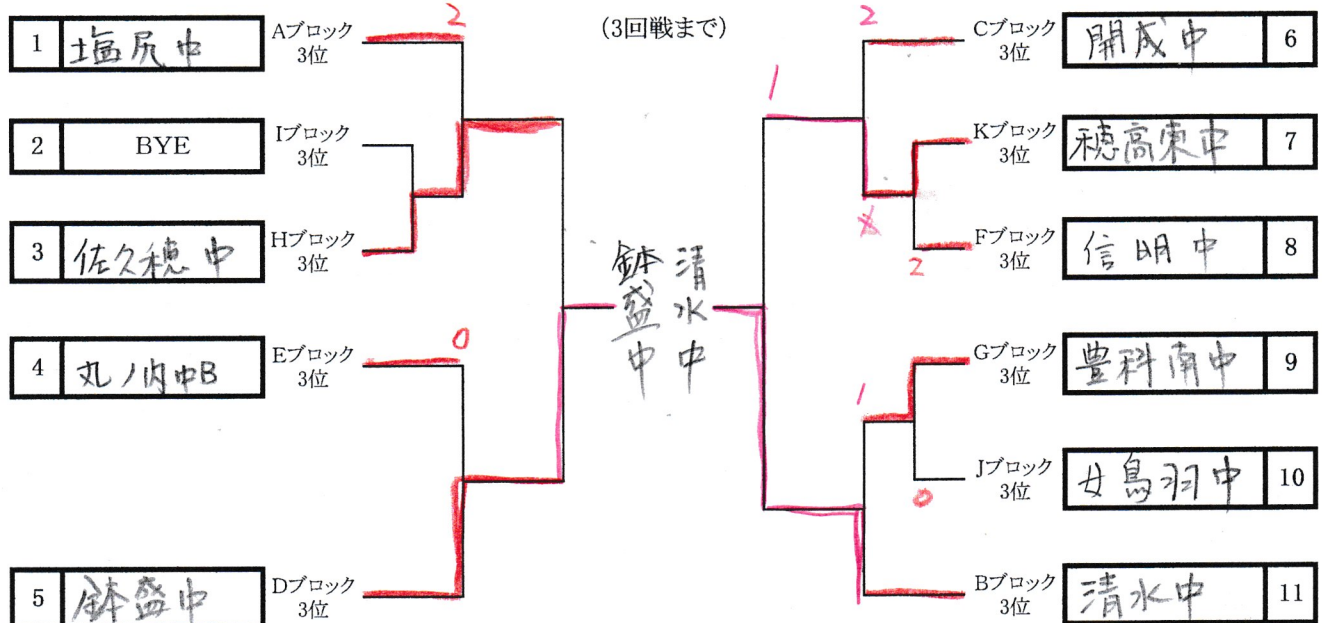 (3回戦まで)
1 塩尻中 Aブロック 3位 2
2 BYE Iブロック 3位
3 佐久穂中 Hブロック 3位
4 丸ノ内中B Eブロック 3位 0
5 鉢盛中 Dブロック 3位
鉢盛中
清水中
2 Cブロック 3位 開成中 6
1
Kブロック 3位 穂高東中 7
2 Fブロック 3位 信明中 8
Gブロック 3位 豊科南中 9
1
0 Jブロック 3位 女鳥羽中 10
Bブロック 3位 清水中 11